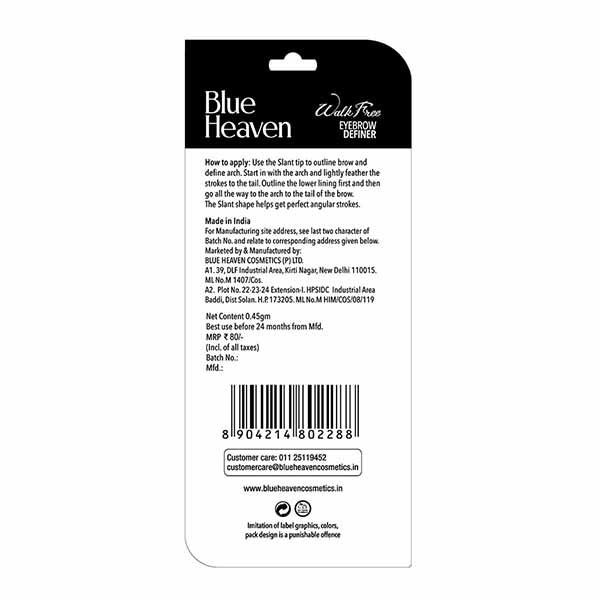 Blue
Heaven
Walk Free
EYEBROW
DEFINER
How to apply: Use the Slant tip to outline brow and
define arch. Start in with the arch and lightly feather the
strokes to the tail. Outline the lower lining first and then
go all the way to the arch to the tail of the brow.
The Slant shape helps get perfect angular strokes.
Made in India
For Manufacturing site address, see last two character of
Batch No. and relate to corresponding address given below.
Marketed by & Manufactured by:
BLUE HEAVEN COSMETICS (P) LTD.
A1. 39, DLF Industrial Area, Kirti Nagar, New Delhi 110015.
ML No.M 1407/Cos.
A2. Plot No. 22-23-24 Extension-I. HPSIDC Industrial Area
Baddi, Dist Solan. H.P. 173205. ML No.M HIM/COS/08/119
Net Content 0.45gm
Best use before 24 months from Mfd.
MRP ₹ 80/-
(Incl. of all taxes)
Batch No.:
Mfd.:
8 904214 802288
Customer care: 011 25119452
customercare@blueheavencosmetics.in
www.blueheavencosmetics.in
Imitation of label graphics, colors,
pack design is a punishable offence